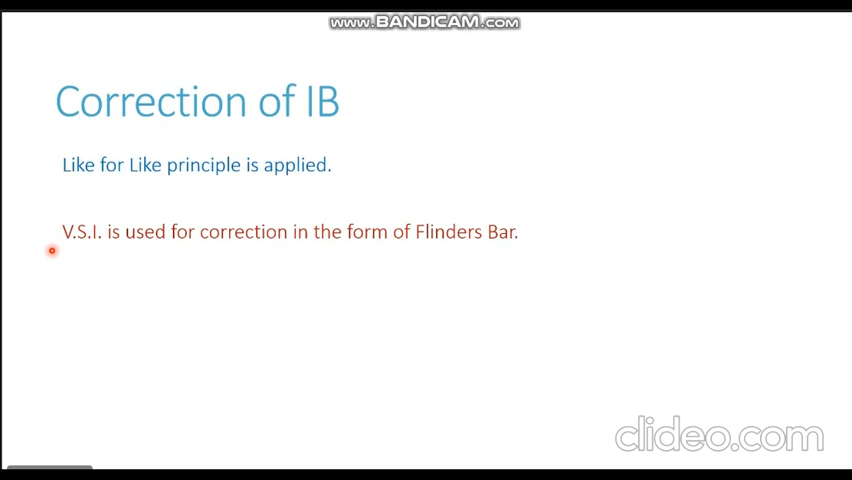 www.BANDICAM.com
Correction of IB
Like for Like principle is applied.
V.S.I. is used for correction in the form of Flinders Bar.
clideo.com